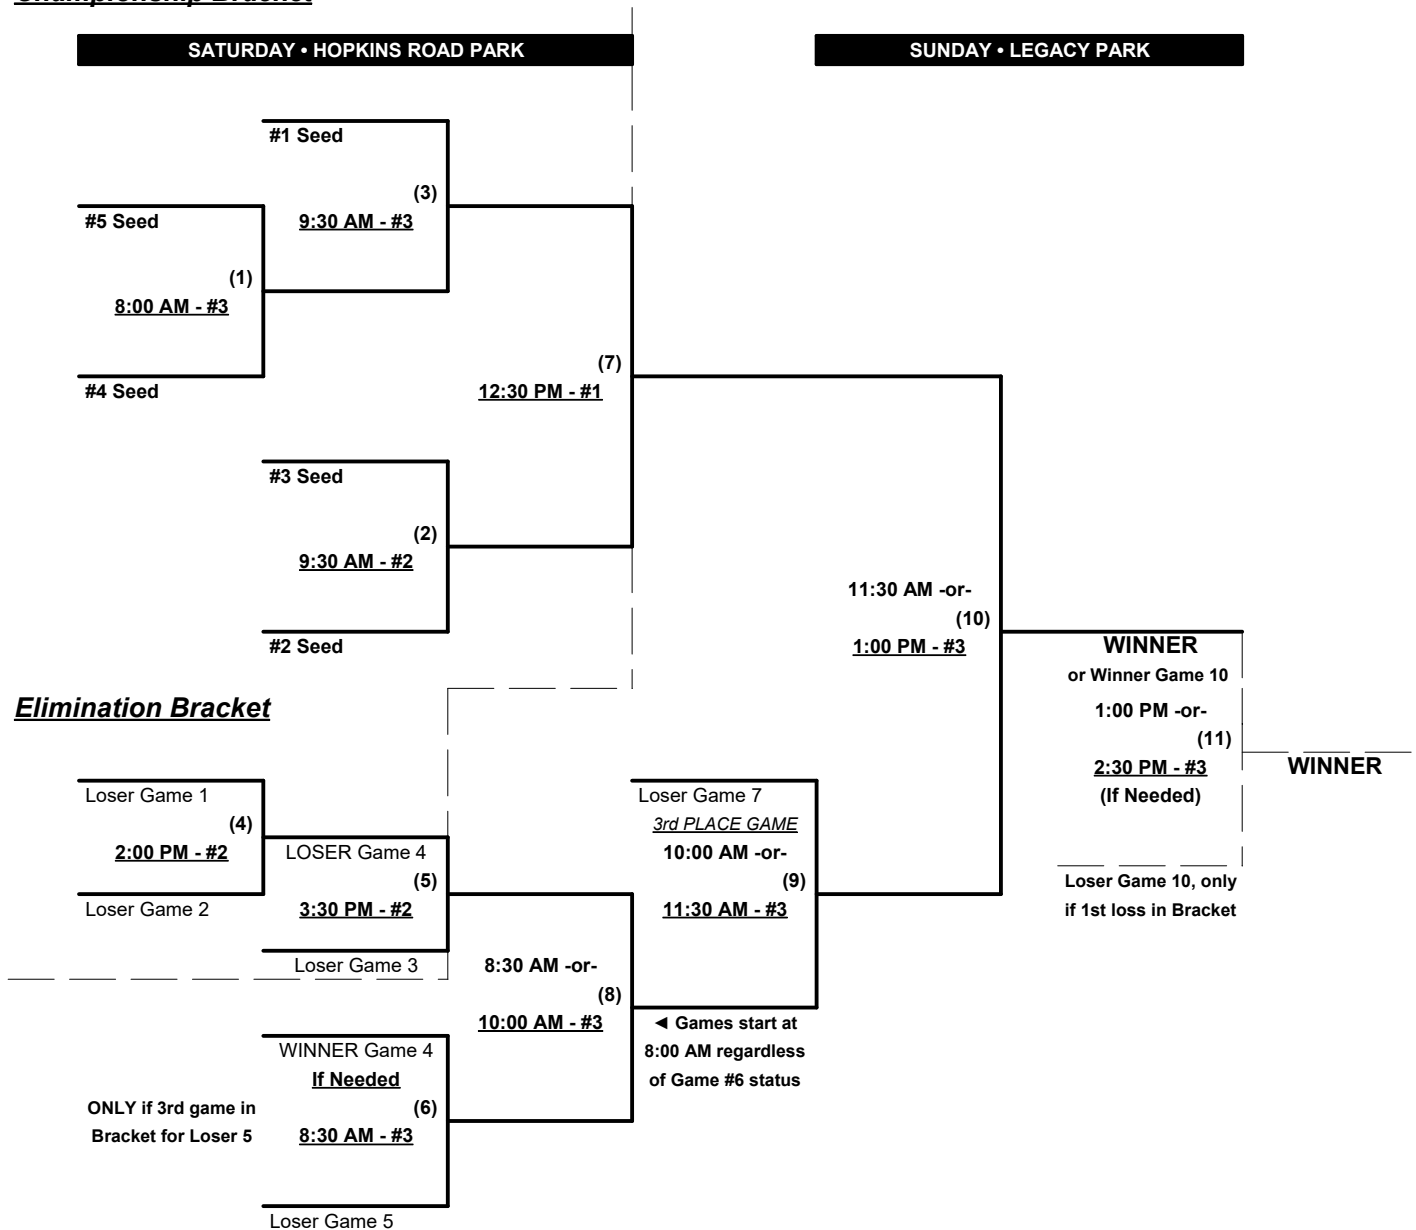 SATURDAY • HOPKINS ROAD PARK
SUNDAY • LEGACY PARK
#1 Seed
(3)
9:30 AM - #3
#5 Seed
(1)
8:00 AM - #3
#4 Seed
(7)
12:30 PM - #1
#3 Seed
(2)
9:30 AM - #2
#2 Seed
11:30 AM -or-
(10)
1:00 PM - #3
WINNER
or Winner Game 10
1:00 PM -or-
(11)
2:30 PM - #3
(If Needed)
WINNER
Loser Game 10, only
if 1st loss in Bracket
Elimination Bracket
Loser Game 1
(4)
2:00 PM - #2
Loser Game 2
LOSER Game 4
(5)
3:30 PM - #2
Loser Game 3
Loser Game 7
3rd PLACE GAME
10:00 AM -or-
(9)
11:30 AM - #3
8:30 AM -or-
(8)
10:00 AM - #3
◄ Games start at
8:00 AM regardless
of Game #6 status
WINNER Game 4
If Needed
(6)
8:30 AM - #3
ONLY if 3rd game in
Bracket for Loser 5
Loser Game 5